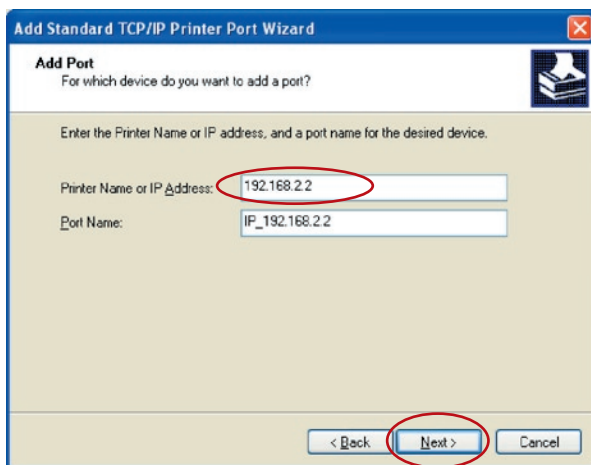 Add Standard TCP/IP Printer Port Wizard
Add Port
For which device do you want to add a port?
Enter the Printer Name or IP address, and a port name for the desired device.
Printer Name or IP Address: 192.168.2.2
Port Name: IP_192.168.2.2
< Back Next > Cancel